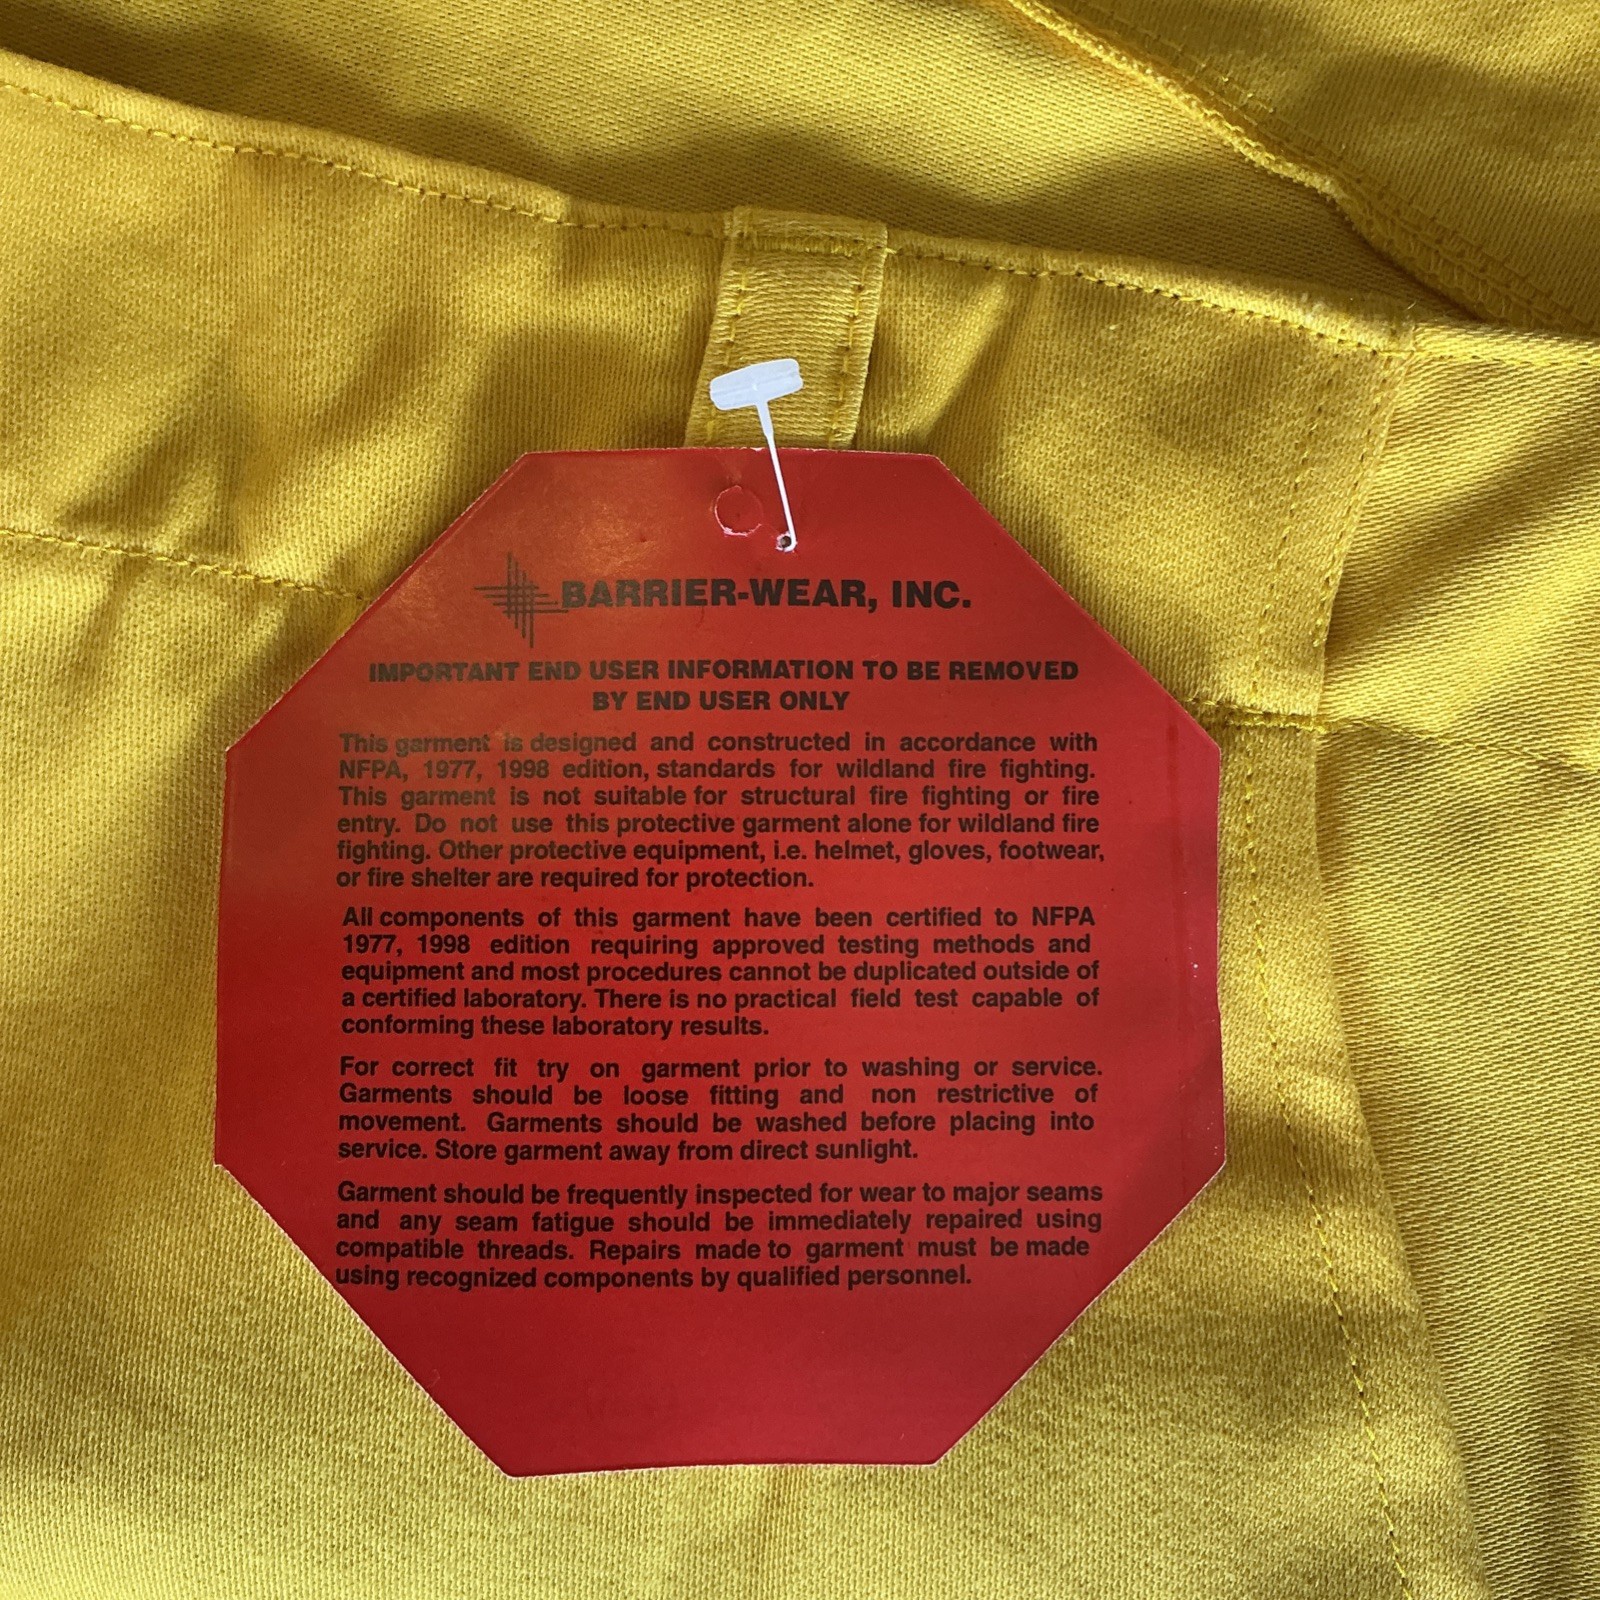 BARRIER-WEAR, INC.
IMPORTANT END USER INFORMATION TO BE REMOVED
BY END USER ONLY
This garment is designed and constructed in accordance with
NFPA, 1977, 1998 edition, standards for wildland fire fighting.
This garment is not suitable for structural fire fighting or fire
entry. Do not use this protective garment alone for wildland fire
fighting. Other protective equipment, i.e. helmet, gloves, footwear,
or fire shelter are required for protection.
All components of this garment have been certified to NFPA
1977, 1998 edition requiring approved testing methods and
equipment and most procedures cannot be duplicated outside of
a certified laboratory. There is no practical field test capable of
conforming these laboratory results.
For correct fit try on garment prior to washing or service.
Garments should be loose fitting and non restrictive of
movement. Garments should be washed before placing into
service. Store garment away from direct sunlight.
Garment should be frequently inspected for wear to major seams
and any seam fatigue should be immediately repaired using
compatible threads. Repairs made to garment must be made
using recognized components by qualified personnel.